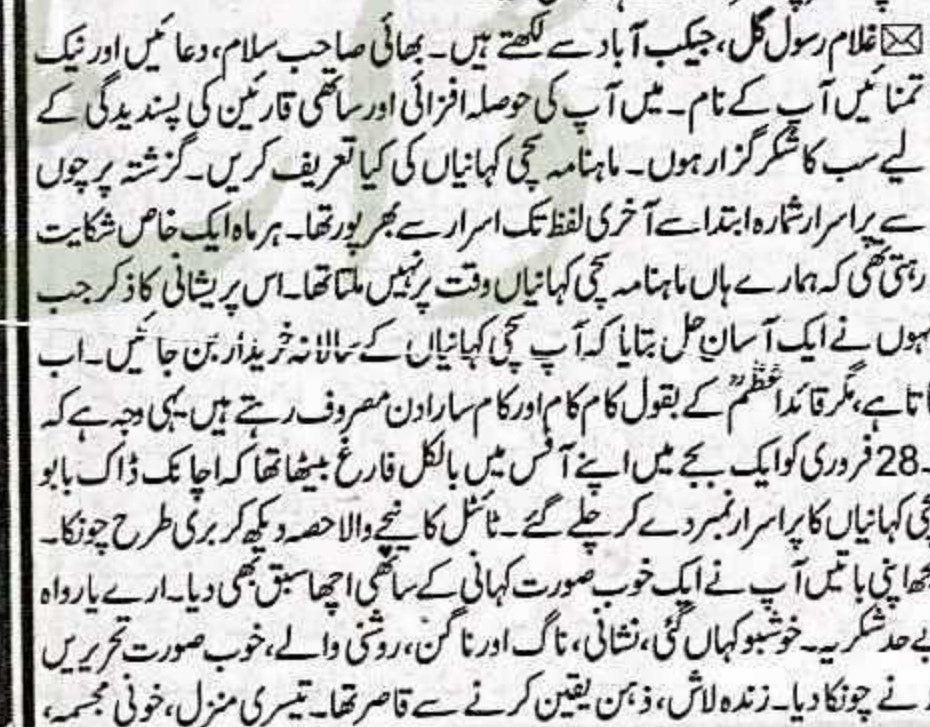 غلام رسول گل، جیکب آباد سے لکھتے ہیں۔ بھائی صاحب سلام، دعائیں اور نیک
تمنائیں آپ کے نام۔ میں آپ کی حوصلہ افزائی اور ساتھی قارئین کی پسندیدگی کے
لیے سب کا شکر گزار ہوں۔ ماہنامہ سچی کہانیاں کی کیا تعریف کریں۔ گزشتہ پرچوں
سے پراسرار شمارہ ابتدا سے آخری لفظ تک اسرار سے بھرپور تھا۔ ہر ماہ ایک خاص شکایت
رہتی تھی کہ ہمارے ہاں ماہنامہ سچی کہانیاں وقت پر نہیں ملتا تھا۔ اس پریشانی کا ذکر جب
نہوں نے ایک آسان حل بتایا کہ آپ سچی کہانیاں کے سالانہ خریدار بن جائیں۔ اب
اتا ہے، مگر قائداعظمؒ کے بقول کام کام اور کام سارا دن مصروف رہتے ہیں یہی وجہ ہے کہ
۔28 فروری کو ایک بجے میں اپنے آفس میں بالکل فارغ بیٹھا تھا کہ اچانک ڈاک بابو
چی کہانیاں کا پراسرار نمبر دے کر چلے گئے۔ ٹائٹل کا نیچے والا حصہ دیکھ کر بری طرح چونکا۔
چھ اپنی باتیں آپ نے ایک خوب صورت کہانی کے ساتھی اچھا سبق بھی دیا۔ ارے یار واہ
بے حد شکریہ۔ خوشبو کہاں گئی، نشانی، ناگ اور ناگن، روشنی والے، خوب صورت تحریریں
نے چونکا دیا۔ زندہ لاش، ذہن یقین کرنے سے قاصر تھا۔ تیسری منزل، خونی مجسمہ،